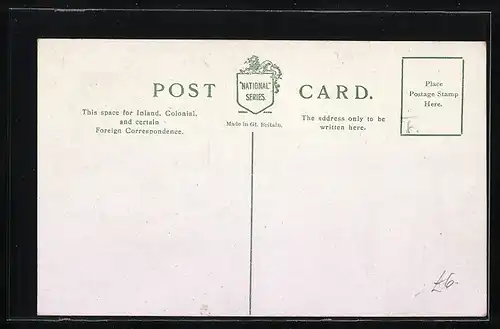 POST CARD.
"NATIONAL"
SERIES.
Made in Gt. Britain.
This space for Inland, Colonial,
and certain
Foreign Correspondence.
The address only to be
written here.
Place
Postage Stamp
Here.
£6-